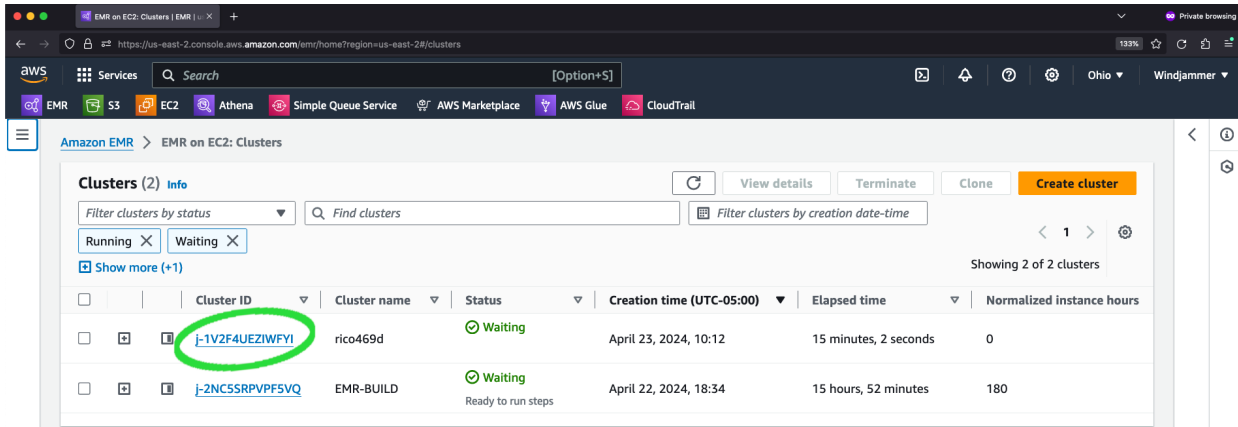 EMR on EC2: Clusters | EMR | us
Private browsing
https://us-east-2.console.aws.amazon.com/emr/home?region=us-east-2#/clusters
133%
aws Services Search [Option+S] Ohio Windjammer
EMR S3 EC2 Athena Simple Queue Service AWS Marketplace AWS Glue CloudTrail
Amazon EMR > EMR on EC2: Clusters
Clusters (2) Info View details Terminate Clone Create cluster
Filter clusters by status Find clusters Filter clusters by creation date-time
Running Waiting 1
Show more (+1) Showing 2 of 2 clusters
Cluster ID Cluster name Status Creation time (UTC-05:00) Elapsed time Normalized instance hours
j-1V2F4UEZIWFYI rico469d Waiting April 23, 2024, 10:12 15 minutes, 2 seconds 0
j-2NC5SRPVPF5VQ EMR-BUILD Waiting April 22, 2024, 18:34 15 hours, 52 minutes 180
Ready to run steps